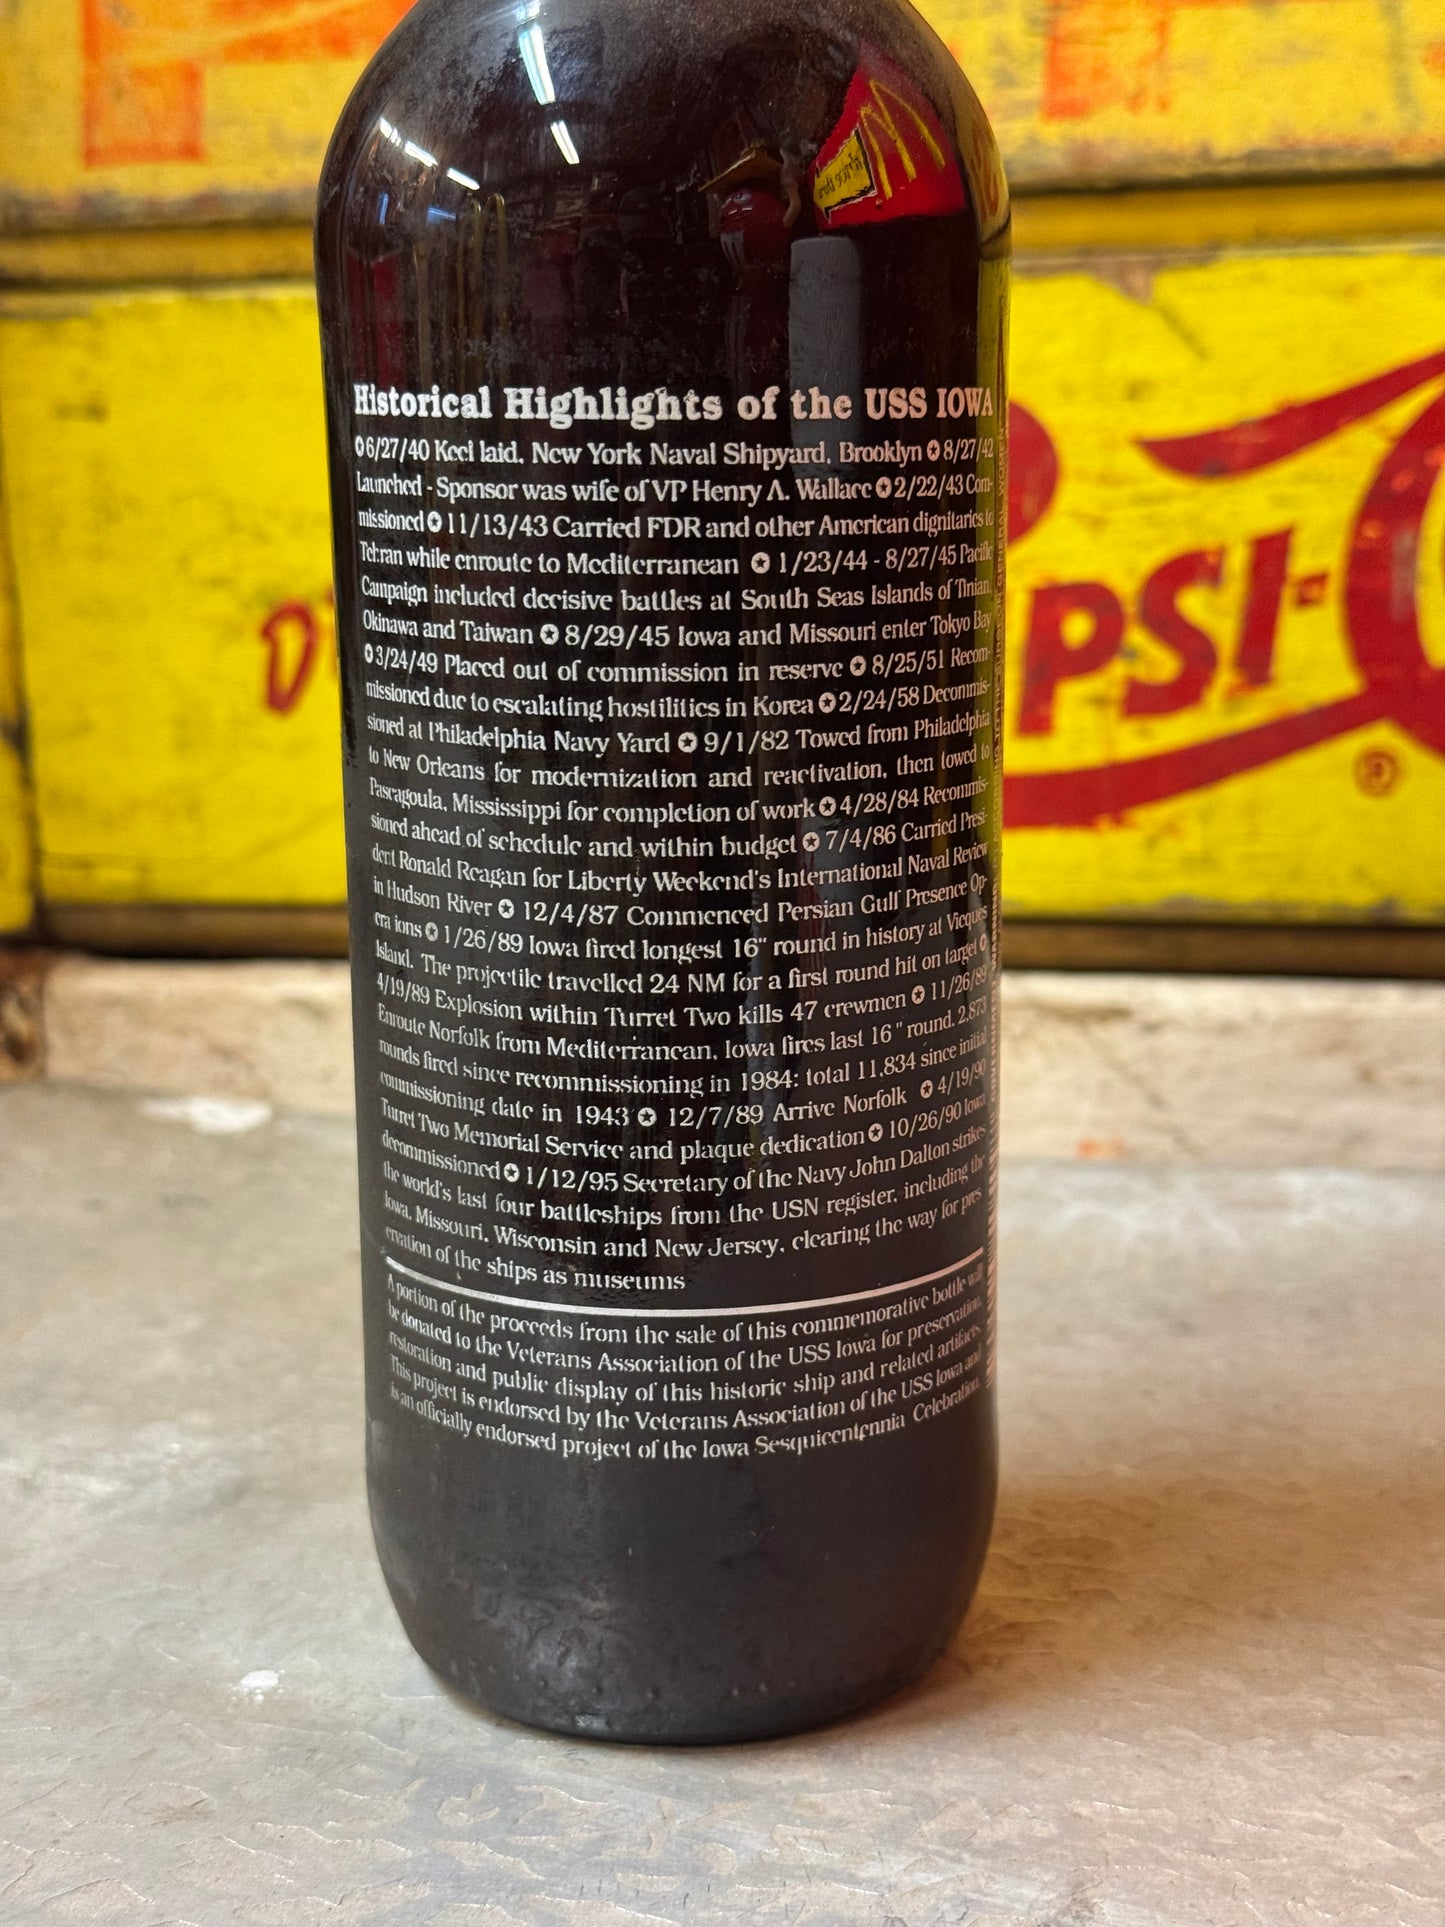 Historical Highlights of the USS IOWA
✪6/27/40 Keel laid, New York Naval Shipyard, Brooklyn ✪ 8/27/42
Launched - Sponsor was wife of VP Henry A. Wallace ✪ 2/22/43 Com-
missioned ✪ 11/13/43 Carried FDR and other American dignitaries to
Tehran while enroute to Mediterranean ✪ 1/23/44 - 8/27/45 Pacific
Campaign included decisive battles at South Seas Islands of Tinian,
Okinawa and Taiwan ✪ 8/29/45 Iowa and Missouri enter Tokyo Bay
✪ 3/24/49 Placed out of commission in reserve ✪ 8/25/51 Recom-
missioned due to escalating hostilities in Korea ✪ 2/24/58 Decommis-
sioned at Philadelphia Navy Yard ✪ 9/1/82 Towed from Philadelphia
to New Orleans for modernization and reactivation, then towed to
Pascagoula, Mississippi for completion of work ✪ 4/28/84 Recommis-
sioned ahead of schedule and within budget ✪ 7/4/86 Carried Presi-
dent Ronald Reagan for Liberty Weekend's International Naval Review
in Hudson River ✪ 12/4/87 Commenced Persian Gulf Presence Op-
erations ✪ 1/26/89 Iowa fired longest 16" round in history at Vieques
Island. The projectile travelled 24 NM for a first round hit on target ✪
4/19/89 Explosion within Turret Two kills 47 crewmen ✪ 11/26/89
Enroute Norfolk from Mediterranean, Iowa fires last 16" round. 2,873
rounds fired since recommissioning in 1984: total 11,834 since initial
commissioning date in 1943 ✪ 12/7/89 Arrive Norfolk ✪ 4/19/90
Turret Two Memorial Service and plaque dedication ✪ 10/26/90 Iowa
decommissioned ✪ 1/12/95 Secretary of the Navy John Dalton strikes
the world's last four battleships from the USN register, including the
Iowa, Missouri, Wisconsin and New Jersey, clearing the way for pres
ervation of the ships as museums
A portion of the proceeds from the sale of this commemorative bottle will
be donated to the Veterans Association of the USS Iowa for preservation,
restoration and public display of this historic ship and related artifacts.
This project is endorsed by the Veterans Association of the USS Iowa and
is an officially endorsed project of the Iowa Sesquicentennia Celebration.
PEPSI-